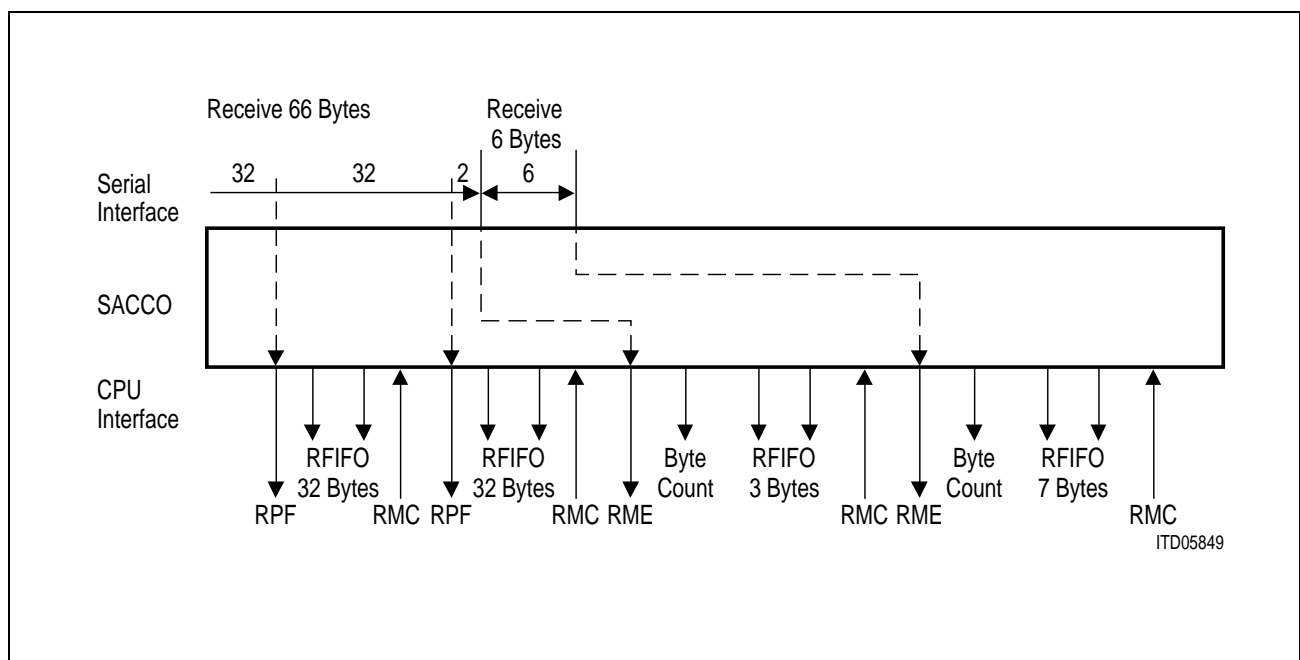 Receive 66 Bytes
Receive
6 Bytes
32 32 2 6
Serial
Interface
SACCO
CPU
Interface
RFIFO
32 Bytes
RFIFO
32 Bytes
Byte
Count
RFIFO
3 Bytes
Byte
Count
RFIFO
7 Bytes
RPF RMC RPF RMC RME RMC RME RMC
ITD05849